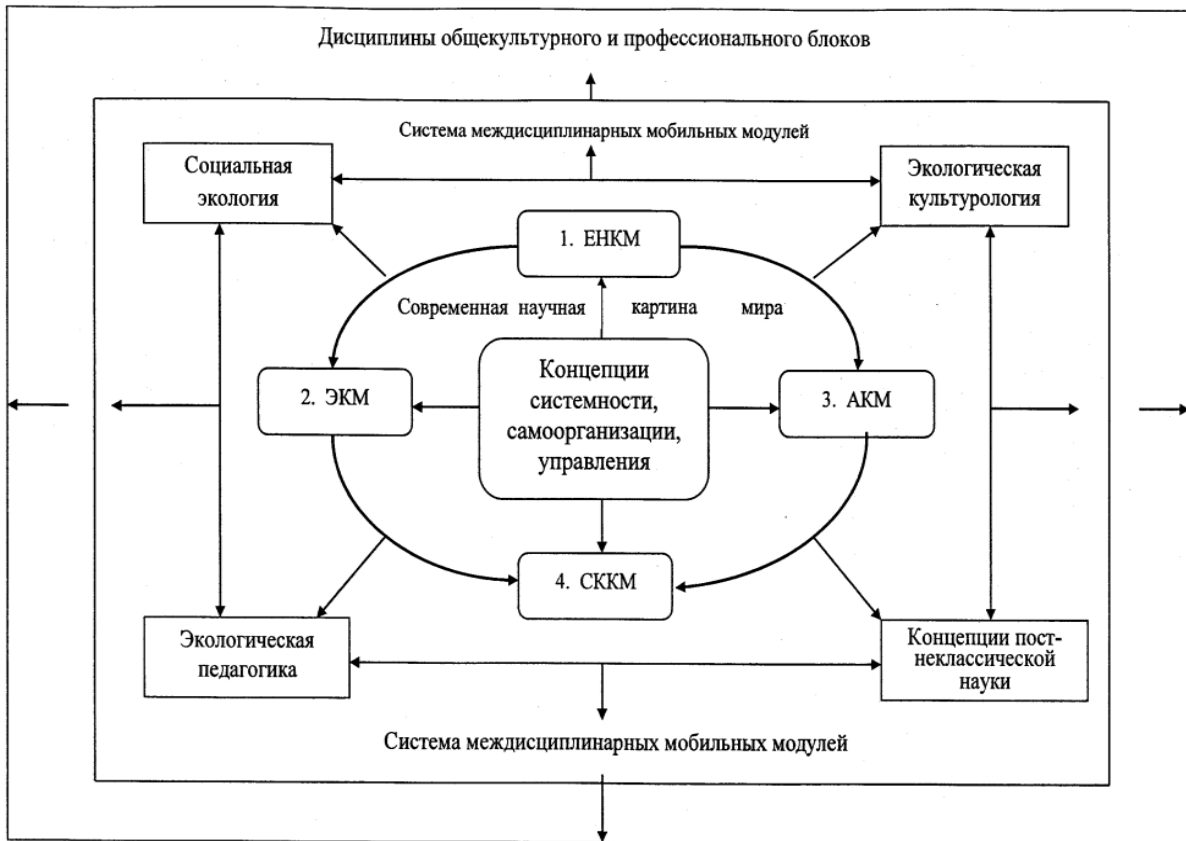 Дисциплины общекультурного и профессионального блоков
Система междисциплинарных мобильных модулей
Социальная
экология
Экологическая
культурология
1. ЕНКМ
Современная научная картина мира
Концепции
системности,
самоорганизации,
управления
2. ЭКМ
3. АКМ
4. СККМ
Экологическая
педагогика
Концепции пост-
неклассической
науки
Система междисциплинарных мобильных модулей